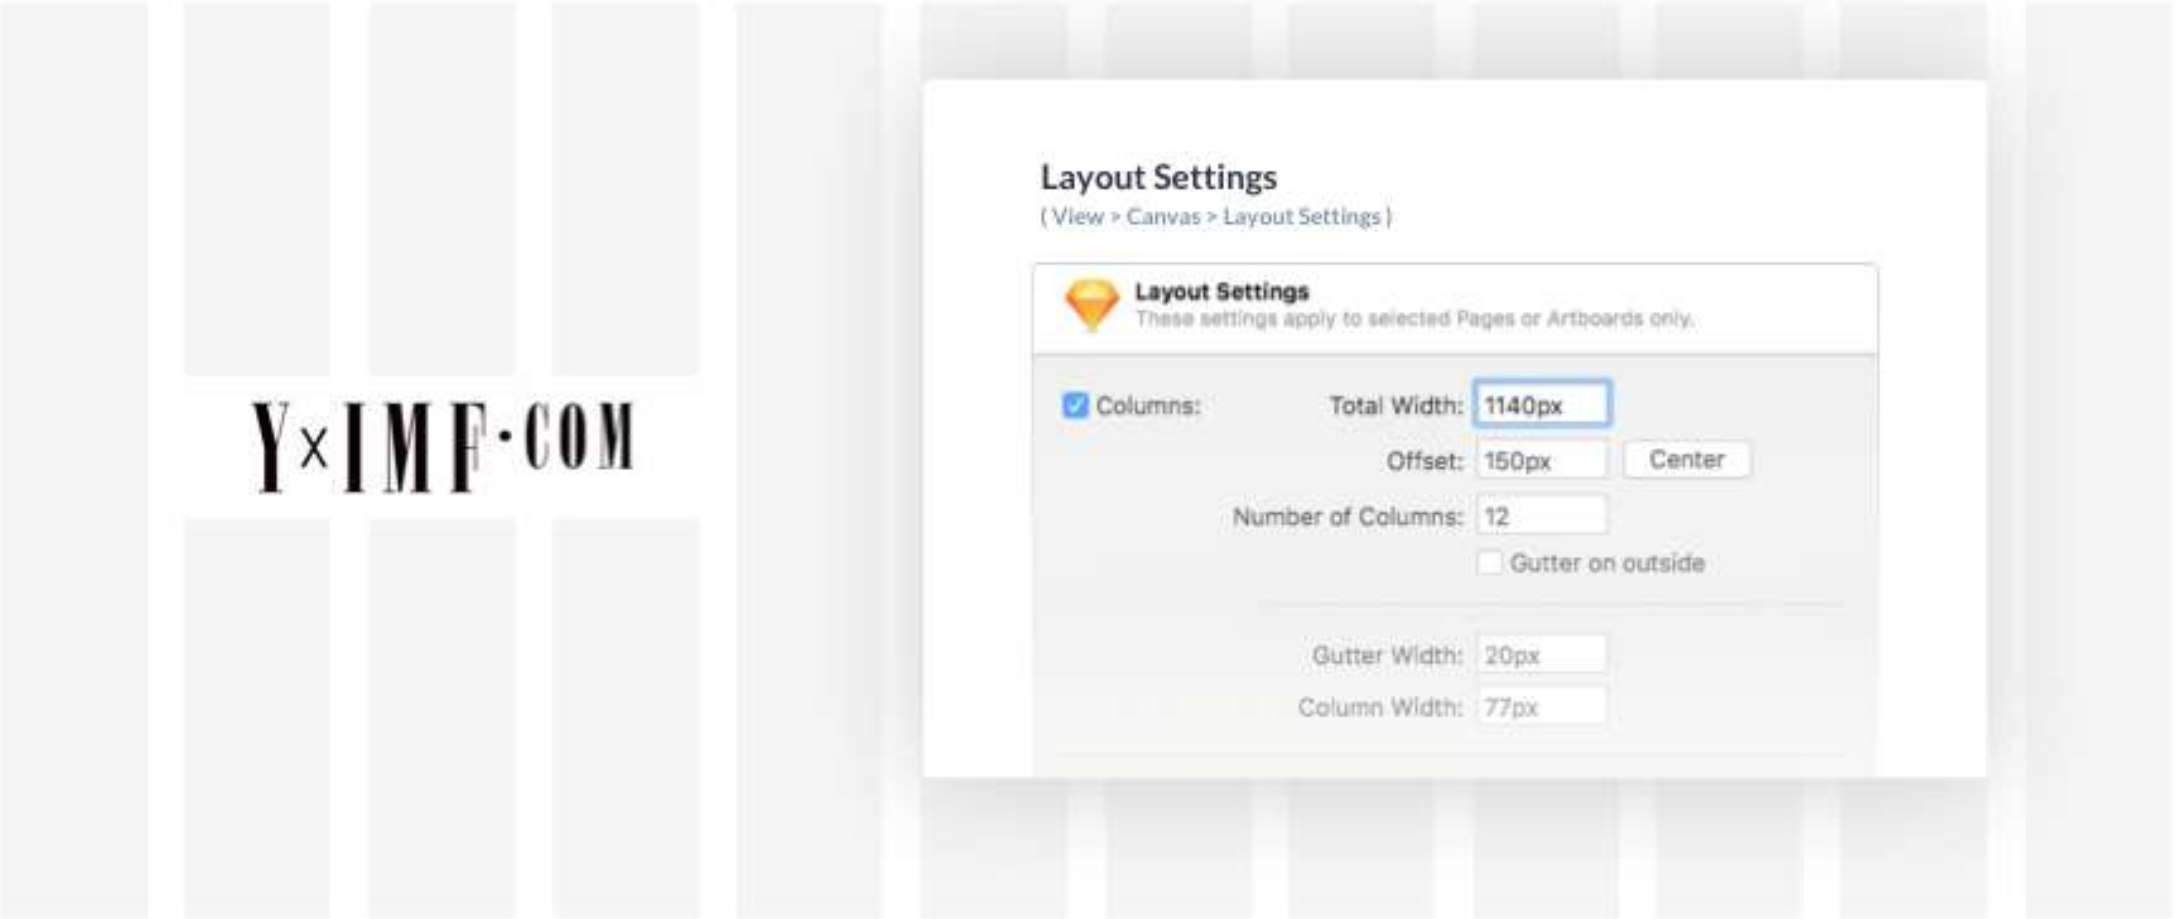 Y×IMF·COM
Layout Settings
( View > Canvas > Layout Settings )
Layout Settings
These settings apply to selected Pages or Artboards only.
Columns:
Total Width: 1140px
Offset: 150px Center
Number of Columns: 12
Gutter on outside
Gutter Width: 20px
Column Width: 77px